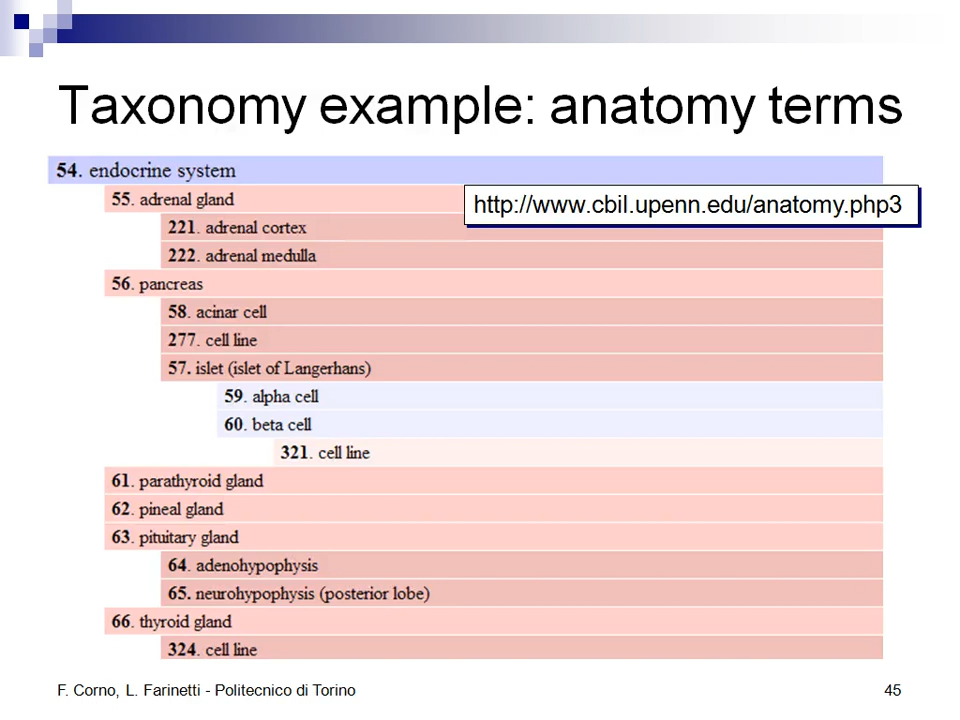 Taxonomy example: anatomy terms
54. endocrine system
55. adrenal gland
http://www.cbil.upenn.edu/anatomy.php3
221. adrenal cortex
222. adrenal medulla
56. pancreas
58. acinar cell
277. cell line
57. islet (islet of Langerhans)
59. alpha cell
60. beta cell
321. cell line
61. parathyroid gland
62. pineal gland
63. pituitary gland
64. adenohypophysis
65. neurohypophysis (posterior lobe)
66. thyroid gland
324. cell line
F. Corno, L. Farinetti - Politecnico di Torino
45